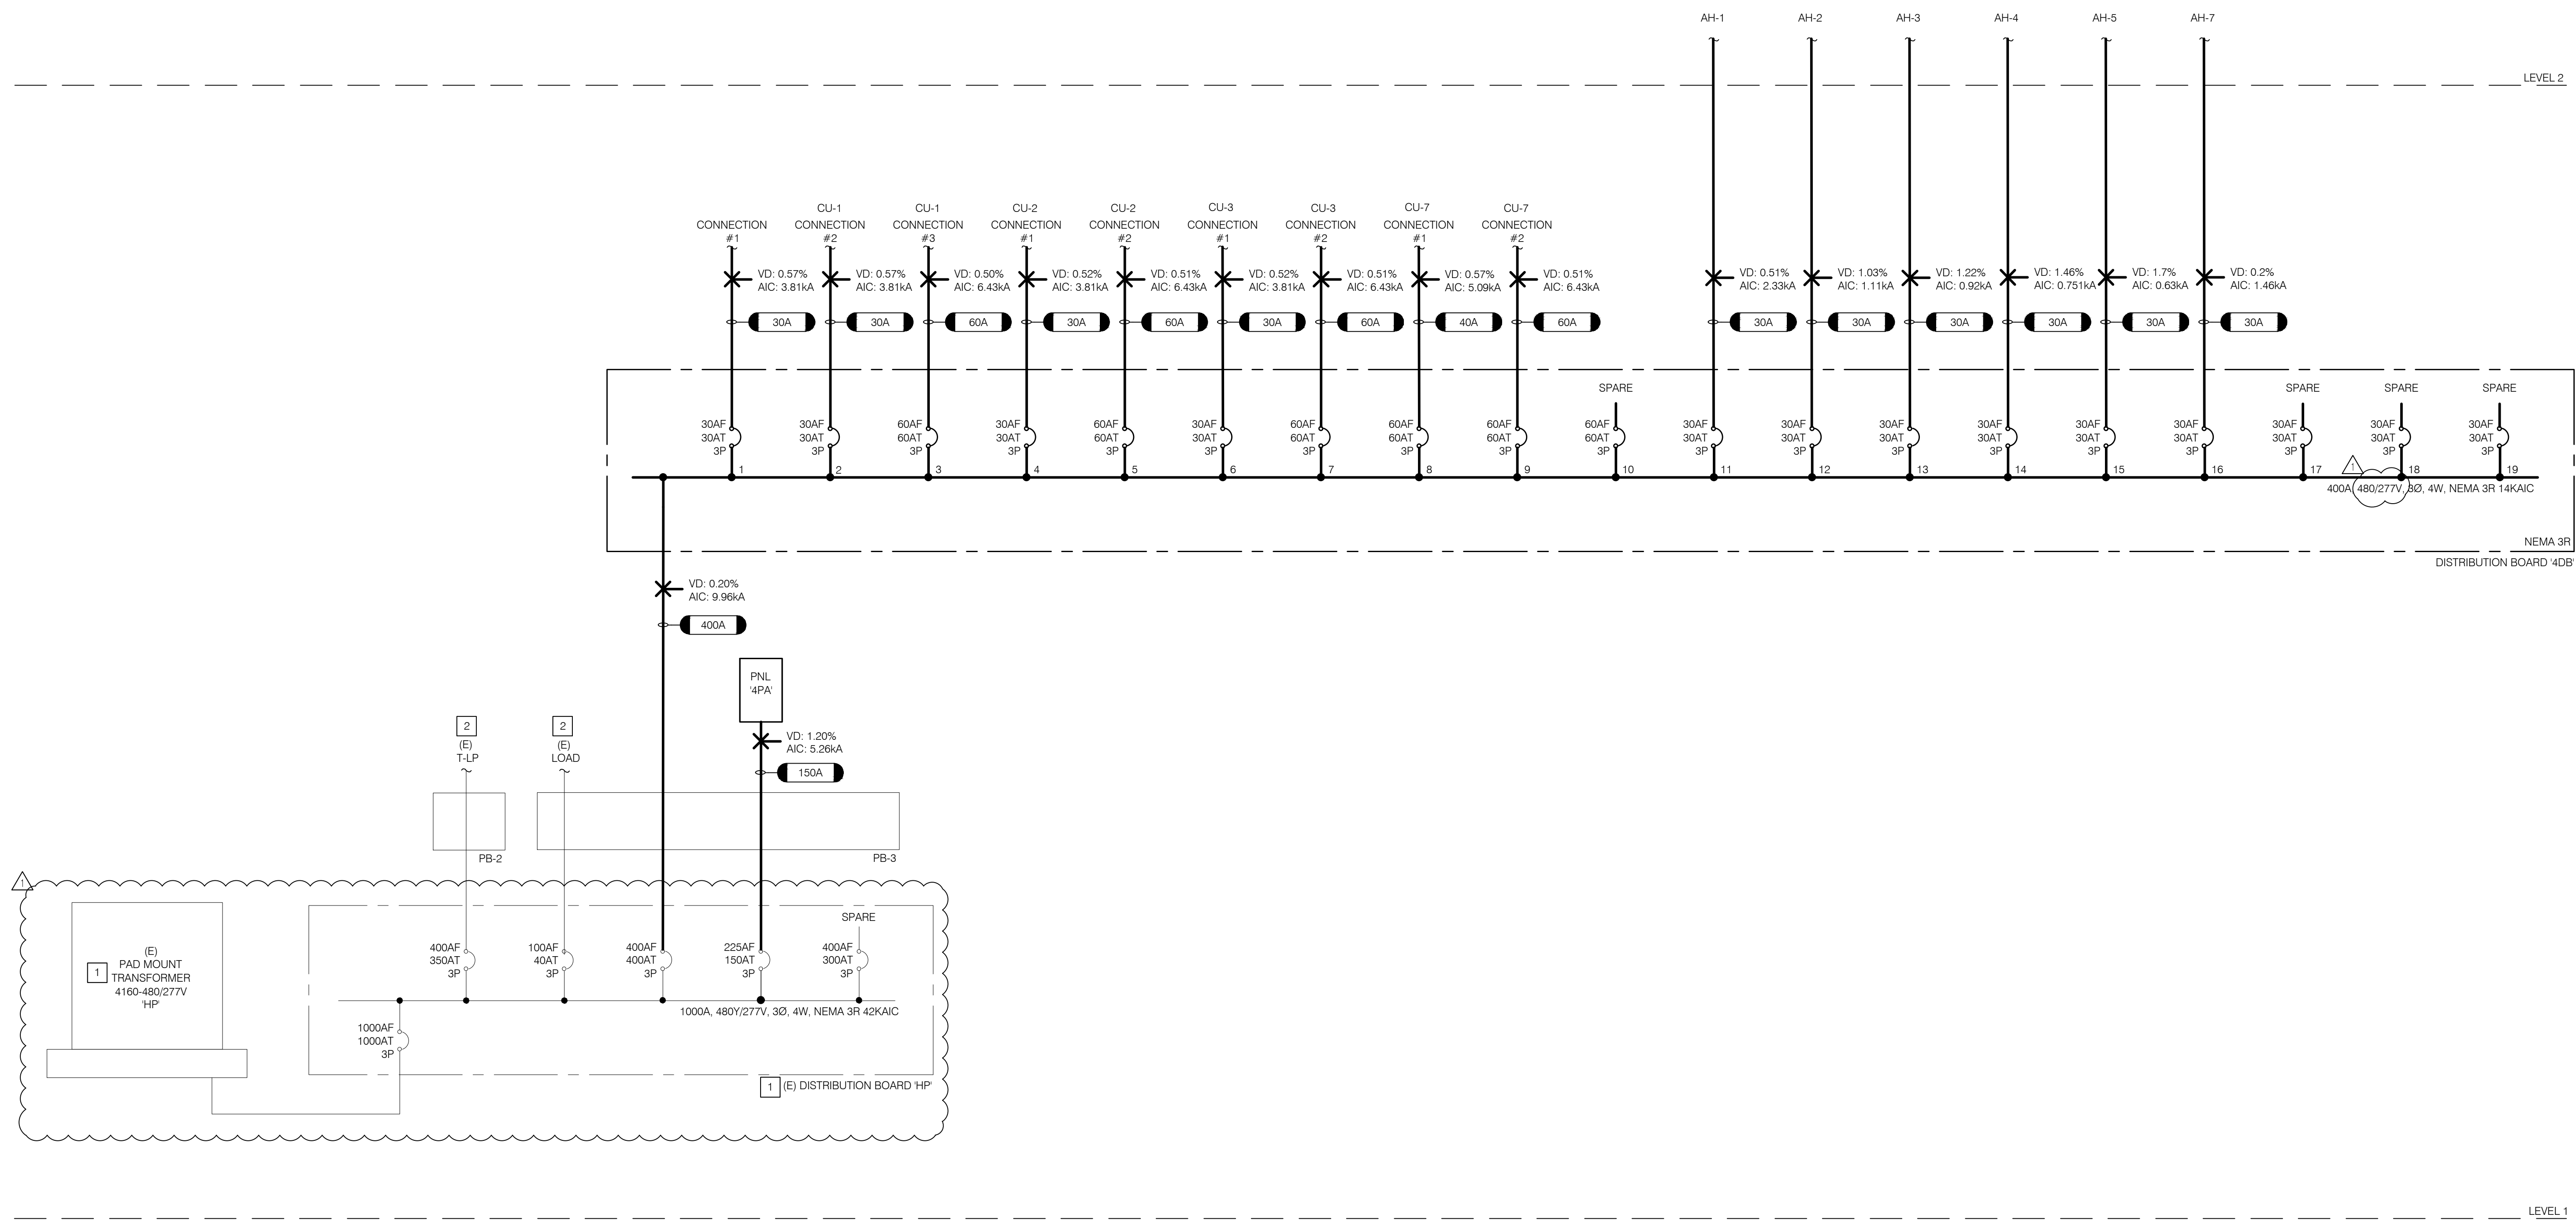 AH-1
AH-2
AH-3
AH-4
AH-5
AH-7
LEVEL 2
CONNECTION
#1
CU-1
CONNECTION
#2
CU-1
CONNECTION
#3
CU-2
CONNECTION
#1
CU-2
CONNECTION
#2
CU-3
CONNECTION
#1
CU-3
CONNECTION
#2
CU-7
CONNECTION
#1
CU-7
CONNECTION
#2
VD: 0.57%
AIC: 3.81kA
VD: 0.57%
AIC: 3.81kA
VD: 0.50%
AIC: 6.43kA
VD: 0.52%
AIC: 3.81kA
VD: 0.51%
AIC: 6.43kA
VD: 0.52%
AIC: 3.81kA
VD: 0.51%
AIC: 6.43kA
VD: 0.57%
AIC: 5.09kA
VD: 0.51%
AIC: 6.43kA
VD: 0.51%
AIC: 2.33kA
VD: 1.03%
AIC: 1.11kA
VD: 1.22%
AIC: 0.92kA
VD: 1.46%
AIC: 0.751kA
VD: 1.7%
AIC: 0.63kA
VD: 0.2%
AIC: 1.46kA
30A
30A
60A
30A
60A
30A
60A
40A
60A
30A
30A
30A
30A
30A
30A
SPARE
SPARE
SPARE
SPARE
30AF
30AT
3P
1
30AF
30AT
3P
2
60AF
60AT
3P
3
30AF
30AT
3P
4
60AF
60AT
3P
5
30AF
30AT
3P
6
60AF
60AT
3P
7
60AF
60AT
3P
8
60AF
60AT
3P
9
60AF
60AT
3P
10
30AF
30AT
3P
11
30AF
30AT
3P
12
30AF
30AT
3P
13
30AF
30AT
3P
14
30AF
30AT
3P
15
30AF
30AT
3P
16
30AF
30AT
3P
17
30AF
30AT
3P
18
30AF
30AT
3P
19
1
400A, 480/277V, 3Ø, 4W, NEMA 3R 14KAIC
NEMA 3R
DISTRIBUTION BOARD '4DB'
VD: 0.20%
AIC: 9.96kA
400A
PNL
'4PA'
VD: 1.20%
AIC: 5.26kA
150A
2
(E)
T-LP
2
(E)
LOAD
PB-2
PB-3
1
(E)
PAD MOUNT
TRANSFORMER
4160-480/277V
'HP'
1
SPARE
400AF
350AT
3P
100AF
40AT
3P
400AF
400AT
3P
225AF
150AT
3P
400AF
300AT
3P
1000A, 480Y/277V, 3Ø, 4W, NEMA 3R 42KAIC
1000AF
1000AT
3P
1 (E) DISTRIBUTION BOARD 'HP'
LEVEL 1